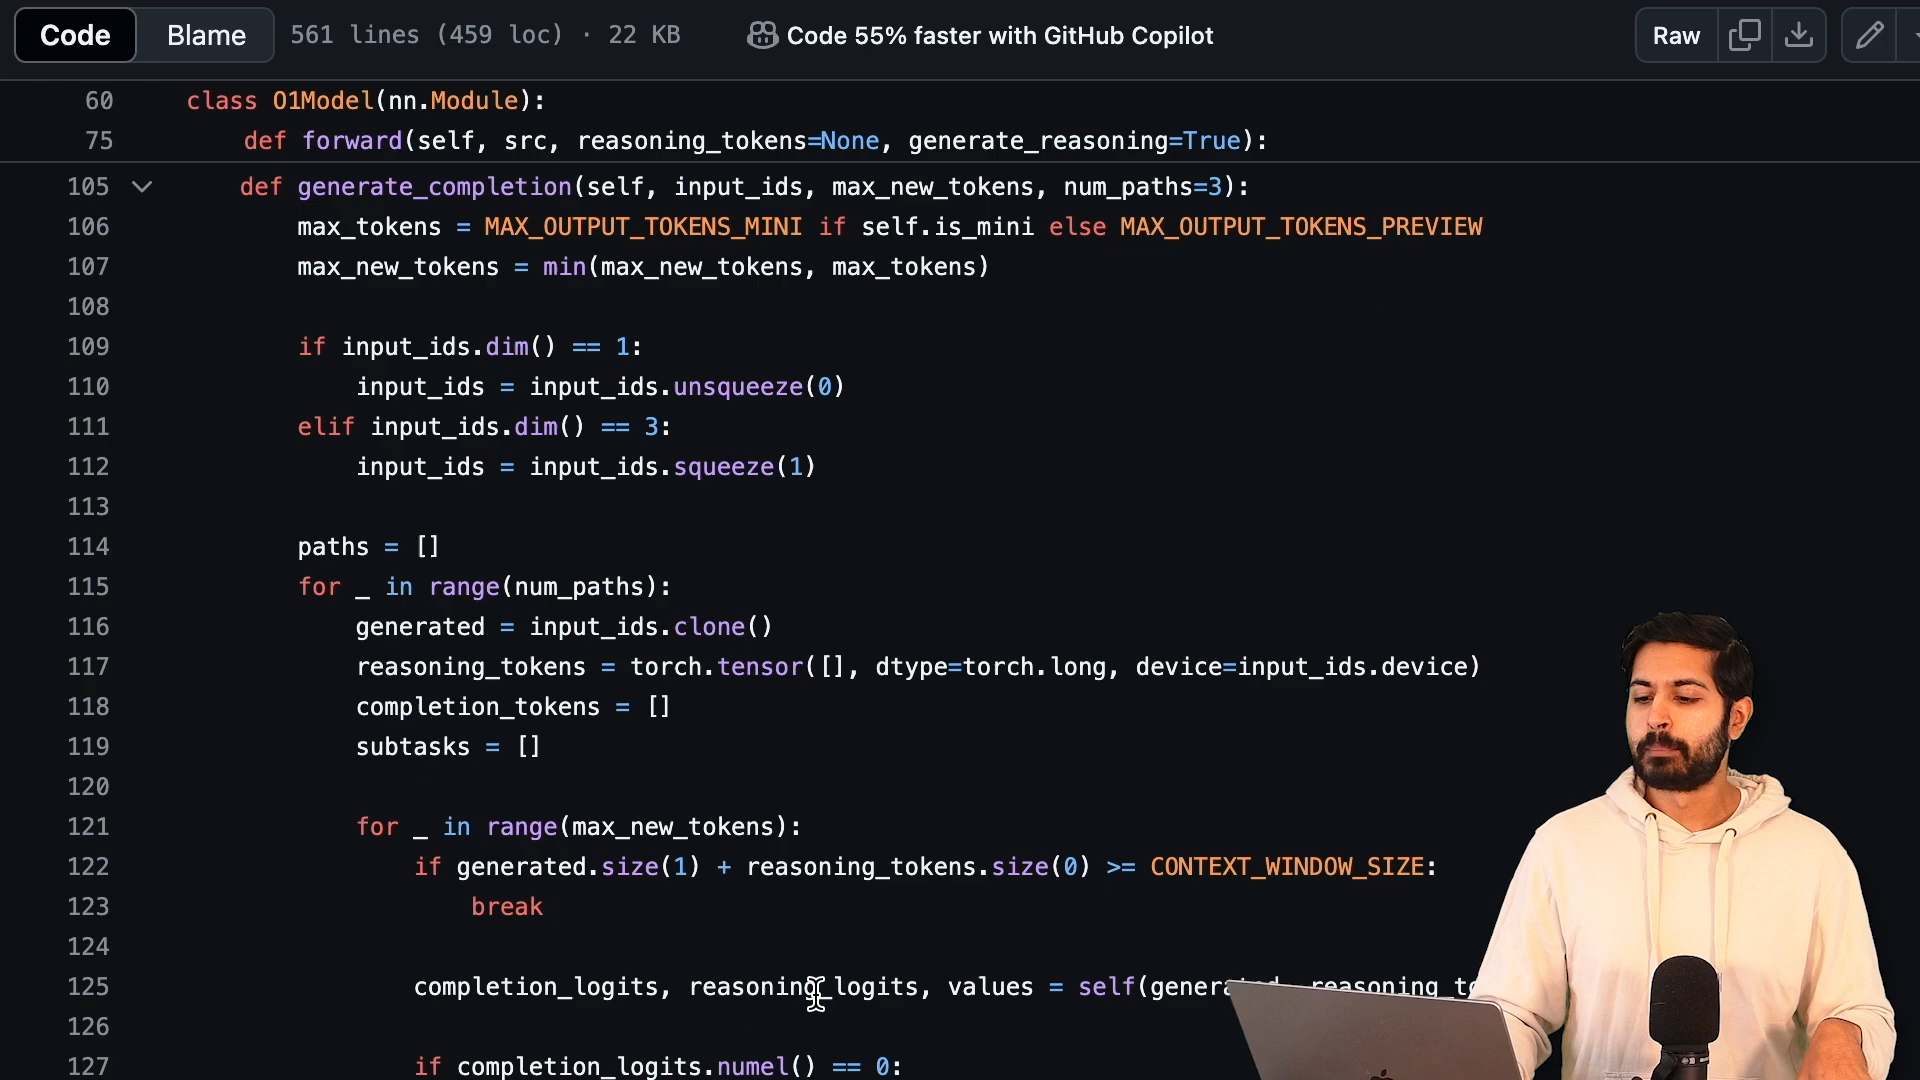 Code Blame 561 lines (459 loc) · 22 KB Code 55% faster with GitHub Copilot Raw
60 class O1Model(nn.Module):
75 def forward(self, src, reasoning_tokens=None, generate_reasoning=True):
105 def generate_completion(self, input_ids, max_new_tokens, num_paths=3):
106 max_tokens = MAX_OUTPUT_TOKENS_MINI if self.is_mini else MAX_OUTPUT_TOKENS_PREVIEW
107 max_new_tokens = min(max_new_tokens, max_tokens)
108
109 if input_ids.dim() == 1:
110 input_ids = input_ids.unsqueeze(0)
111 elif input_ids.dim() == 3:
112 input_ids = input_ids.squeeze(1)
113
114 paths = []
115 for _ in range(num_paths):
116 generated = input_ids.clone()
117 reasoning_tokens = torch.tensor([], dtype=torch.long, device=input_ids.device)
118 completion_tokens = []
119 subtasks = []
120
121 for _ in range(max_new_tokens):
122 if generated.size(1) + reasoning_tokens.size(0) >= CONTEXT_WINDOW_SIZE:
123 break
124
125 completion_logits, reasoning_logits, values = self(
126
127 if completion_logits.numel() == 0: